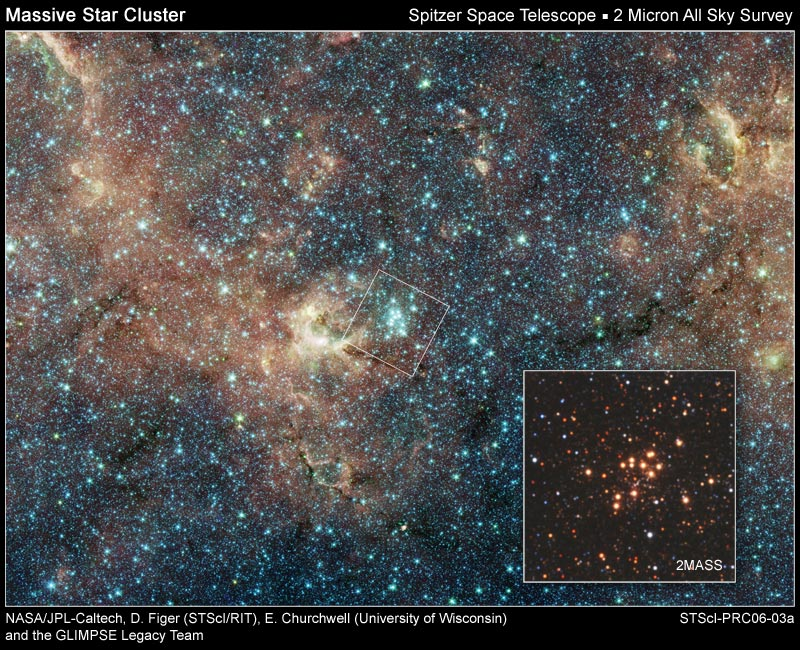 Massive Star Cluster
Spitzer Space Telescope ▪ 2 Micron All Sky Survey
2MASS
NASA/JPL-Caltech, D. Figer (STScI/RIT), E. Churchwell (University of Wisconsin)
and the GLIMPSE Legacy Team
STScI-PRC06-03a